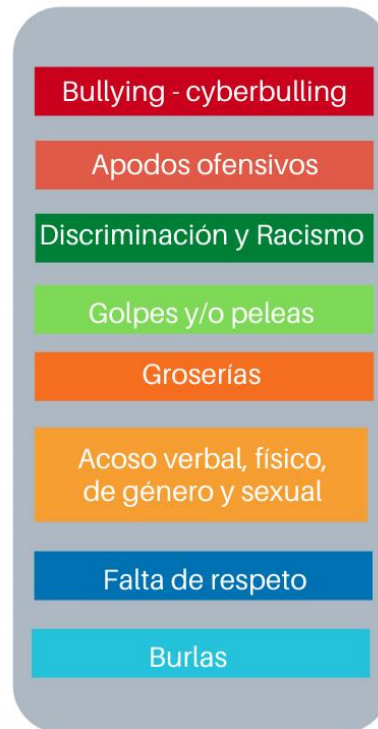 Bullying - cyberbulling
Apodos ofensivos
Discriminación y Racismo
Golpes y/o peleas
Groserías
Acoso verbal, físico,
de género y sexual
Falta de respeto
Burlas